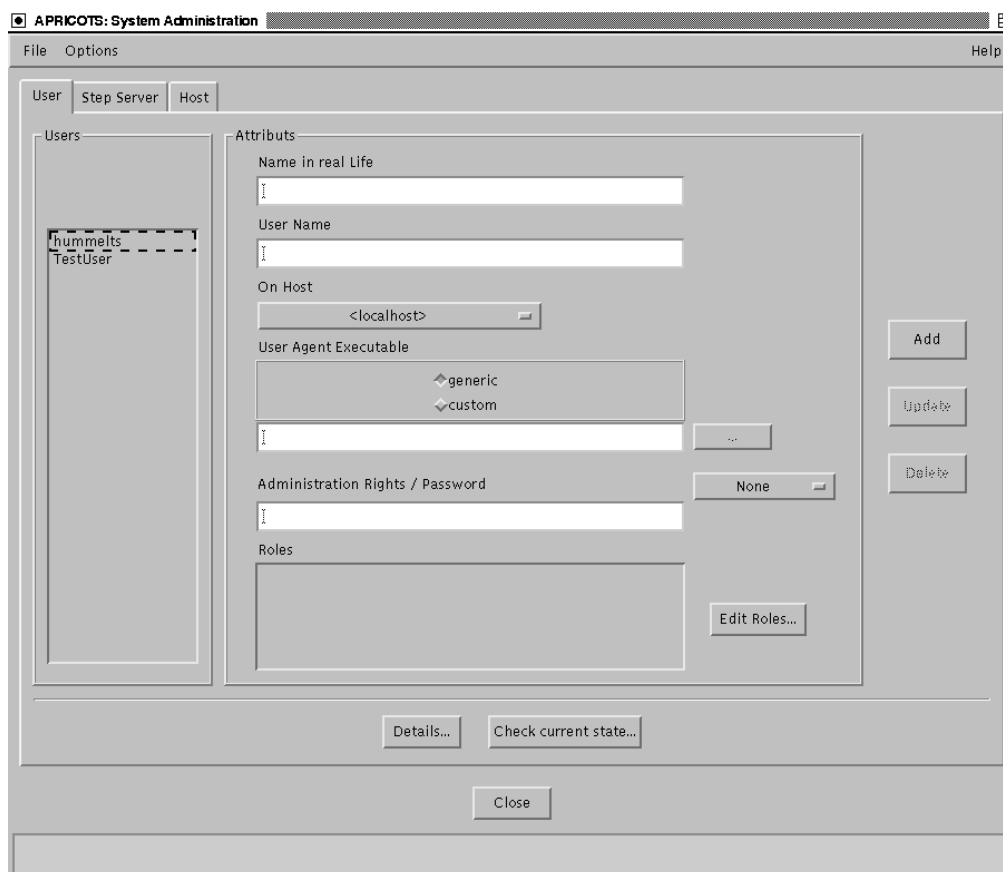 APRICOTS: System Administration
File Options Help
User Step Server Host
Users
hummelts
TestUser
Attributs
Name in real Life
User Name
On Host
<localhost>
User Agent Executable
generic
custom
...
Administration Rights / Password
None
Roles
Edit Roles...
Add
Update
Delete
Details...
Check current state...
Close